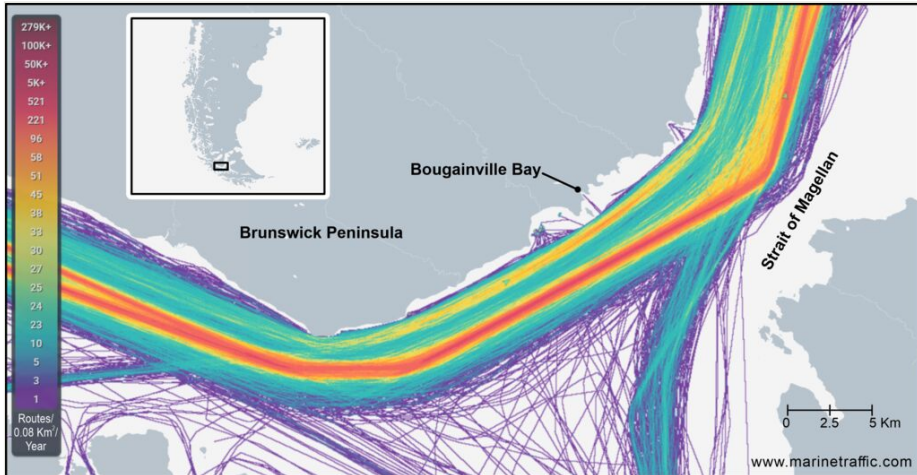 279K+
100K+
50K+
5K+
521
221
96
58
51
45
38
33
30
27
25
24
23
10
5
3
1
Routes/
0.08 Km²/
Year
Bougainville Bay
Brunswick Peninsula
Strait of Magellan
0 2.5 5 Km
www.marinetraffic.com